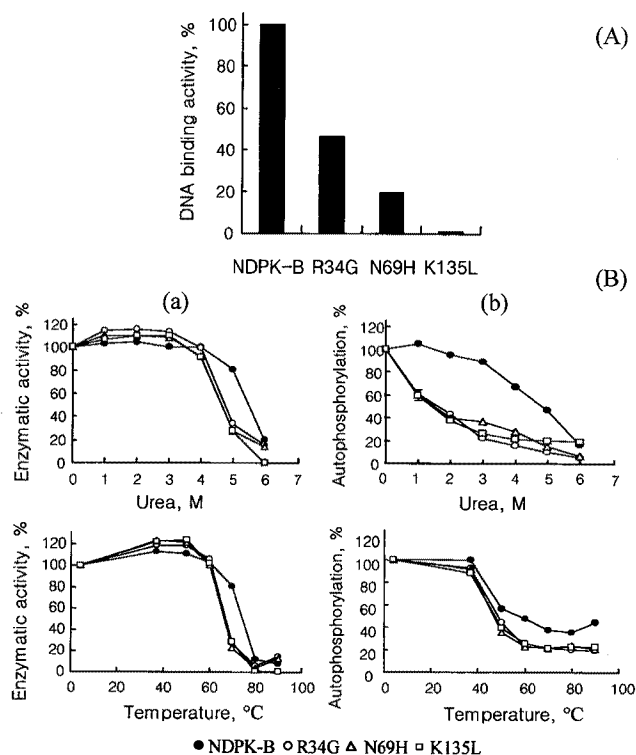 (A)
DNA binding activity, %
100
80
60
40
20
0
NDPK-B R34G N69H K135L
(B)
(a)
Enzymatic activity, %
120
100
80
60
40
20
0
0 1 2 3 4 5 6 7
Urea, M
(b)
Autophosphorylation, %
120
100
80
60
40
20
0
0 1 2 3 4 5 6 7
Urea, M
Enzymatic activity, %
120
100
80
60
40
20
0
0 20 40 60 80 100
Temperature, °C
Autophosphorylation, %
100
80
60
40
20
0 20 40 60 80 100
Temperature, °C
● NDPK-B ○ R34G △ N69H □ K135L